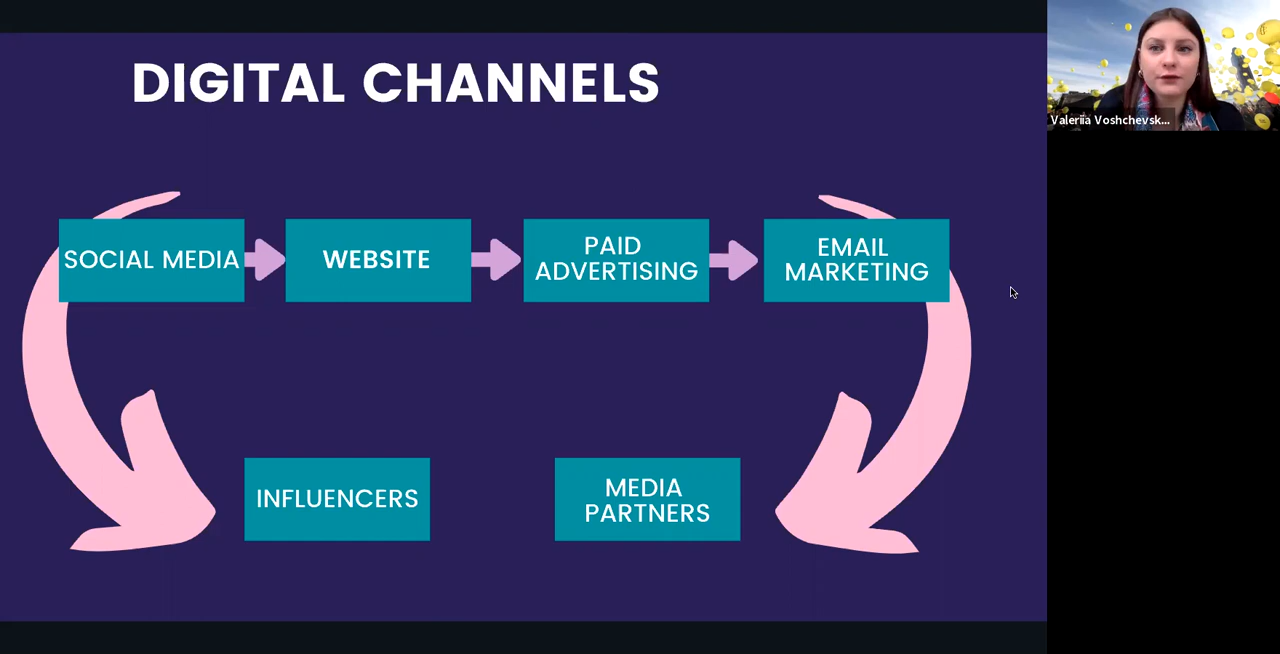 DIGITAL CHANNELS
Valeriia Voshchevsk...
SOCIAL MEDIA
WEBSITE
PAID
ADVERTISING
EMAIL
MARKETING
INFLUENCERS
MEDIA
PARTNERS